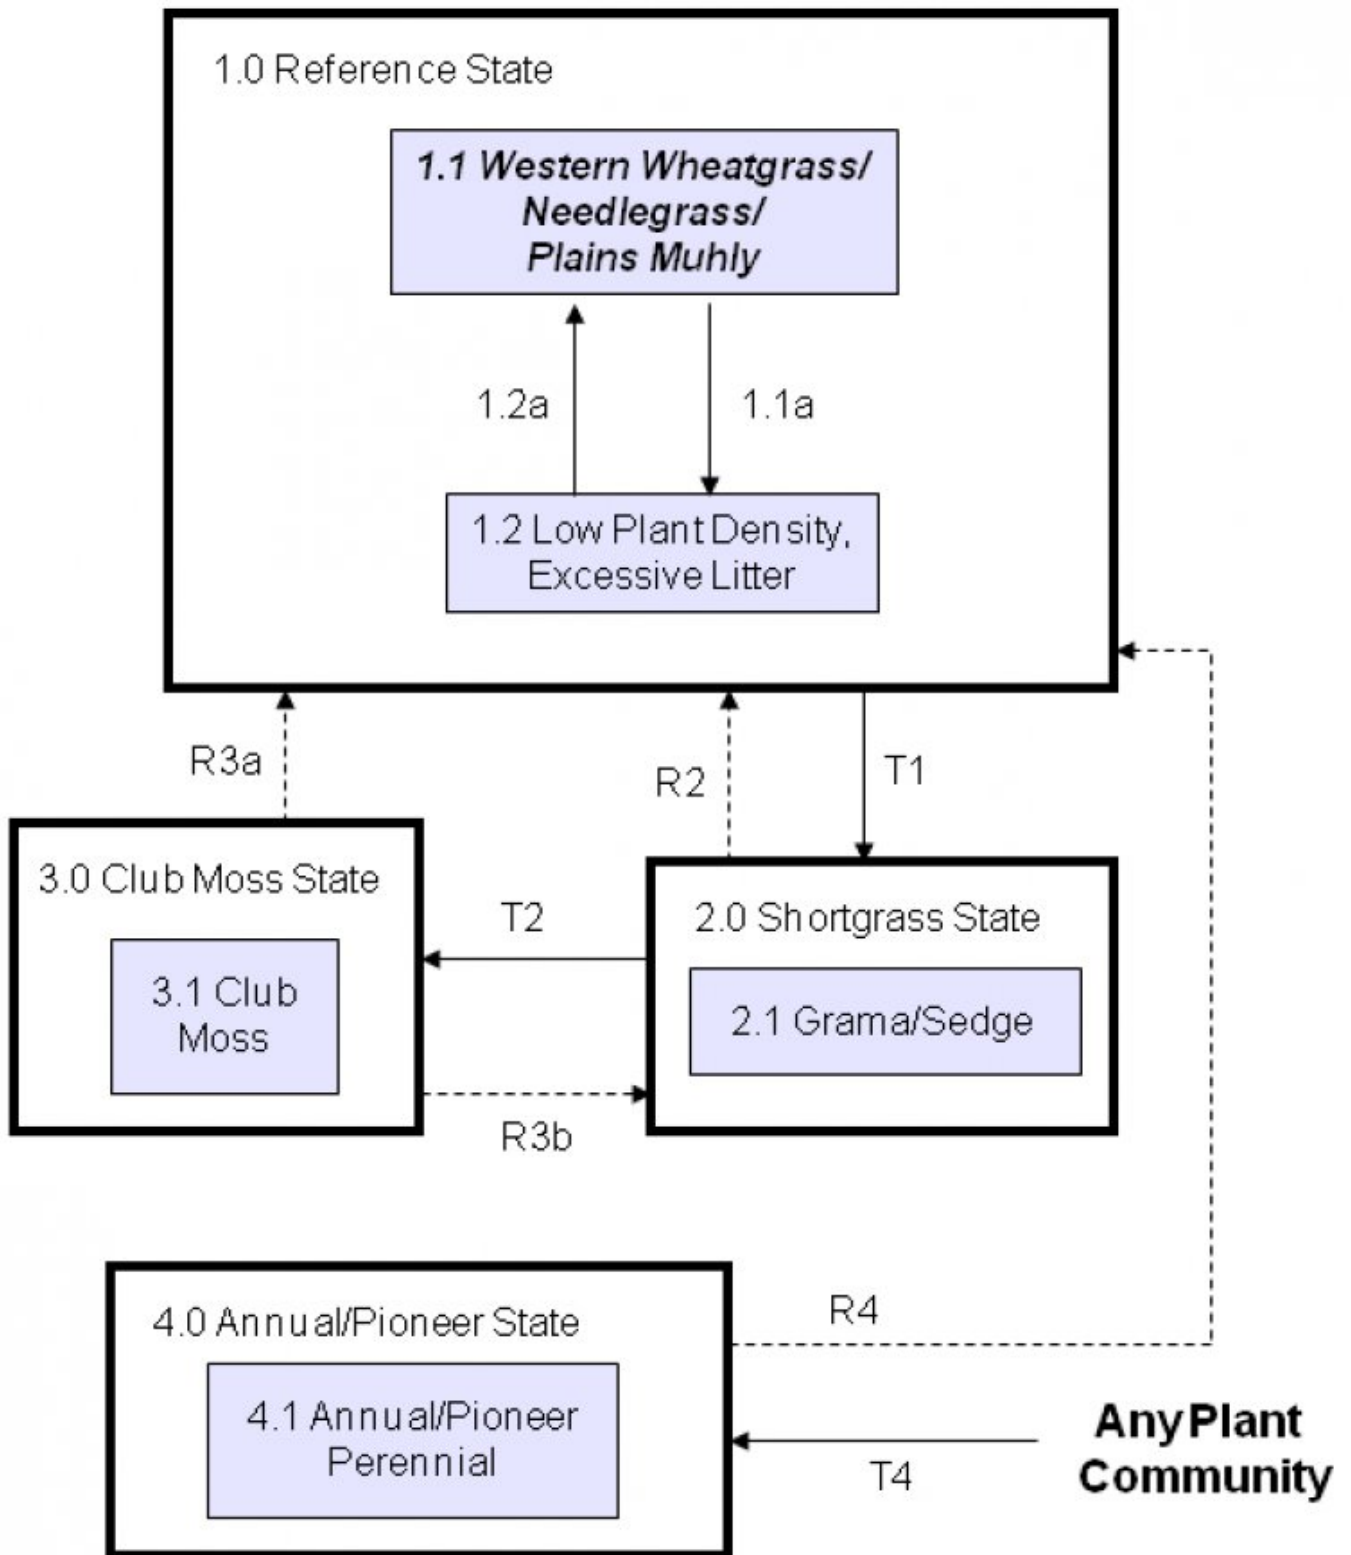 1.0 Reference State
1.1 Western Wheatgrass/
Needlegrass/
Plains Muhly
1.2a
1.1a
1.2 Low Plant Density,
Excessive Litter
R3a
R2
T1
3.0 Club Moss State
3.1 Club
Moss
T2
2.0 Shortgrass State
2.1 Grama/Sedge
R3b
4.0 Annual/Pioneer State
4.1 Annual/Pioneer
Perennial
R4
T4
Any Plant
Community